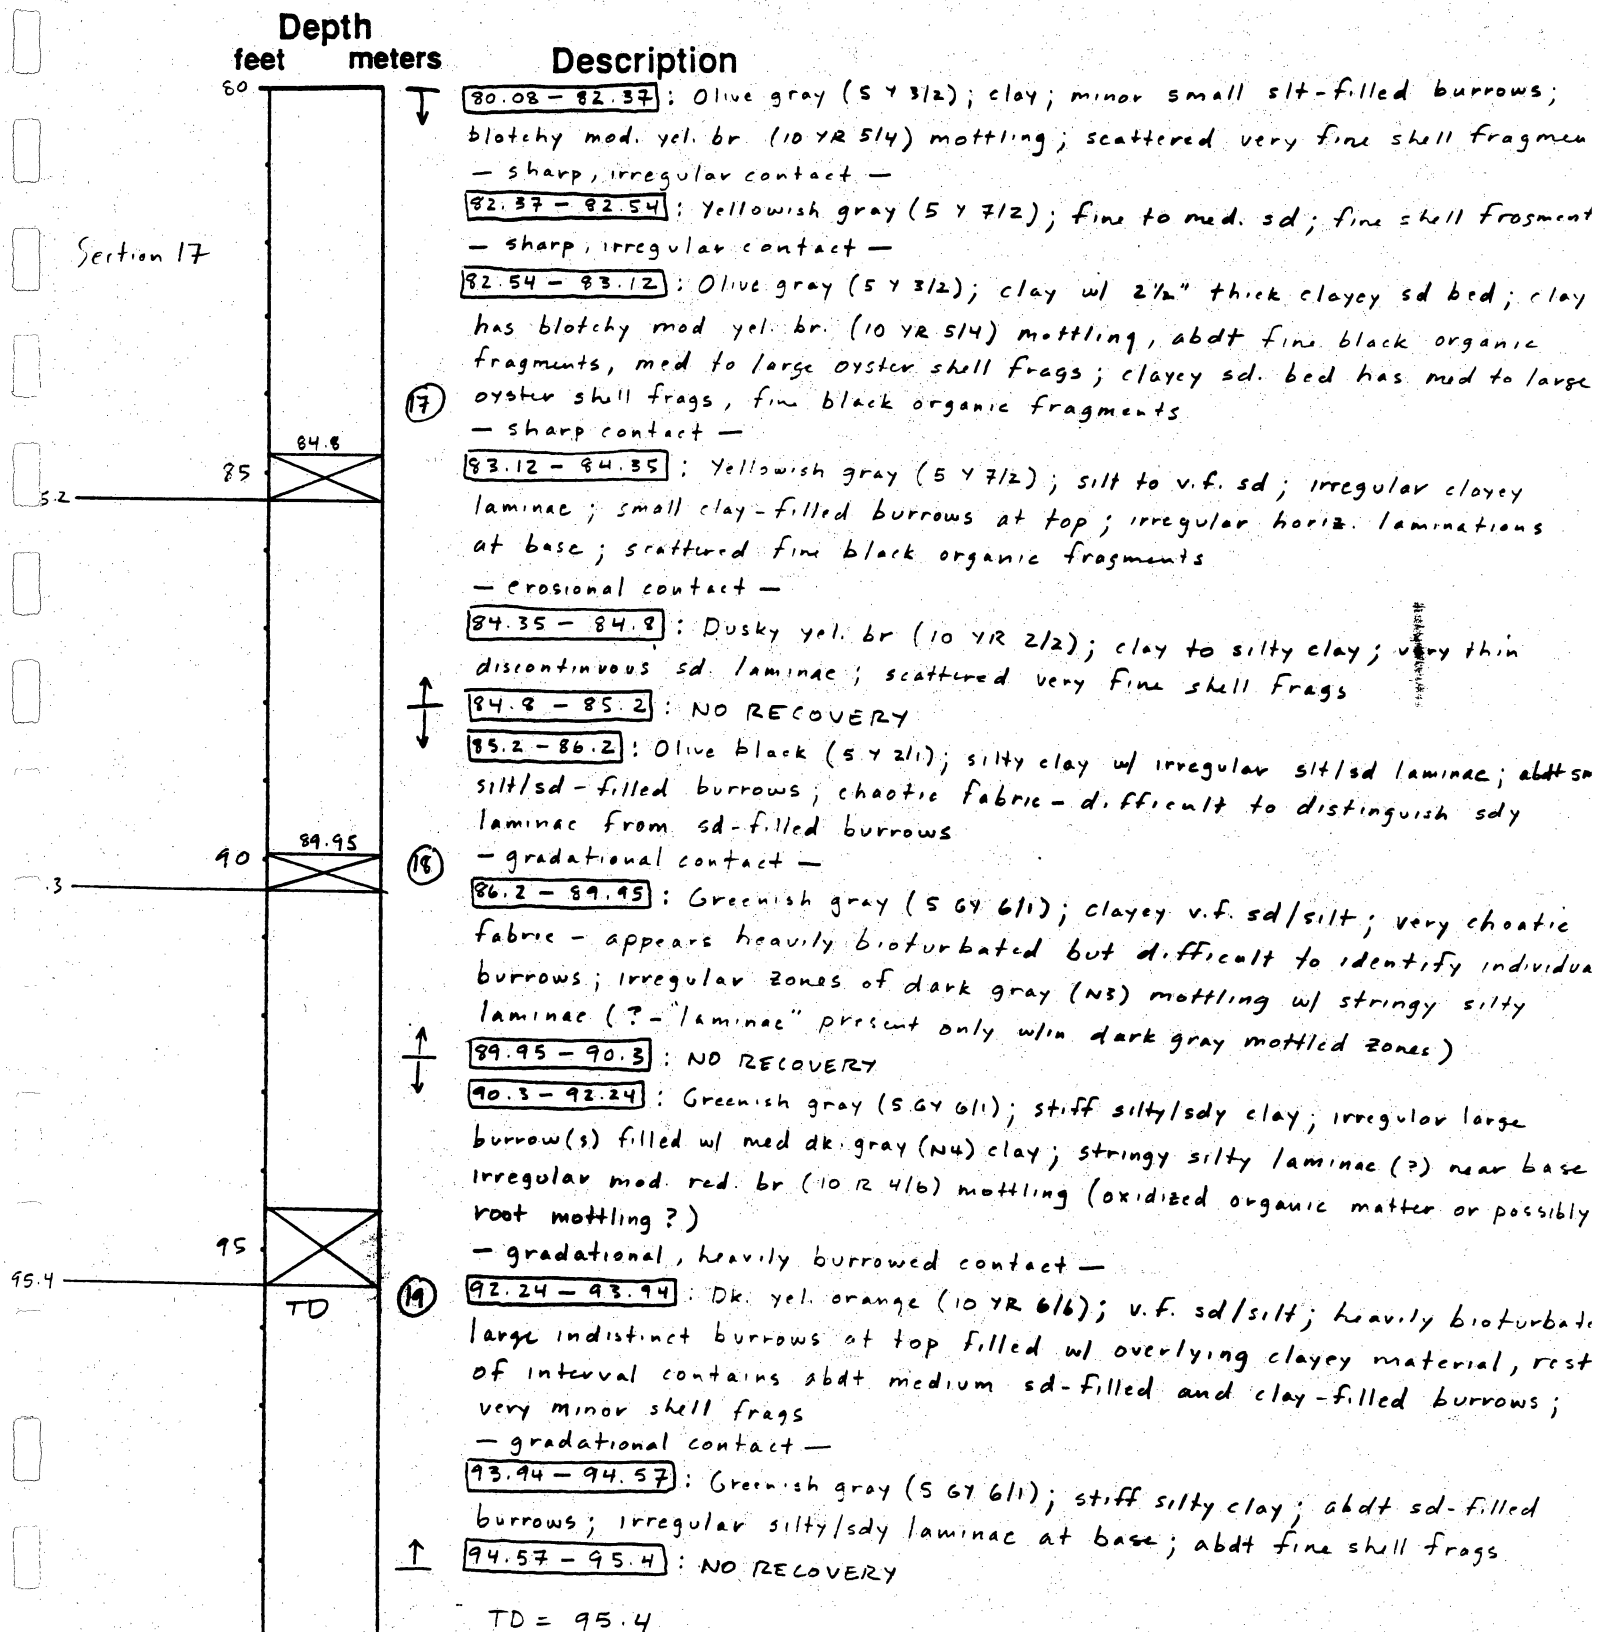 Depth
feet meters Description
80
80.08 – 82.37 : Olive gray (5 Y 3/2); clay; minor small slt-filled burrows;
blotchy mod. yel. br (10 YR 5/4) mottling; scattered very fine shell fragmen
— sharp, irregular contact —
82.37 – 82.54 : Yellowish gray (5 Y 7/2); fine to med. sd; fine shell fragment
— sharp, irregular contact —
Section 17
82.54 – 83.12 : Olive gray (5 Y 3/2); clay w/ 2½" thick clayey sd bed; clay
has blotchy mod yel. br. (10 YR 5/4) mottling, abdt fine black organic
fragments, med to large oyster shell frags; clayey sd. bed has med to large
17 oyster shell frags, fine black organic fragments
— sharp contact —
84.8
85
83.12 – 84.35 : Yellowish gray (5 Y 7/2); silt to v.f. sd; irregular clayey
5.2
laminae; small clay-filled burrows at top; irregular horiz. laminations
at base; scattered fine black organic fragments
— erosional contact —
84.35 – 84.8 : Dusky yel. br (10 YR 2/2); clay to silty clay; very thin
discontinuous sd. laminae; scattered very fine shell frags
84.8 – 85.2 : NO RECOVERY
85.2 – 86.2 : Olive black (5 Y 2/1); silty clay w/ irregular slt/sd laminae; abdt sm
silt/sd-filled burrows; chaotic fabric – difficult to distinguish sdy
laminae from sd-filled burrows
89.95
90
18 — gradational contact —
.3
86.2 – 89.95 : Greenish gray (5 GY 6/1); clayey v.f. sd/silt; very choatic
fabric – appears heavily bioturbated but difficult to identify individua
burrows; irregular zones of dark gray (N3) mottling w/ stringy silty
laminae (? – "laminae" present only w/in dark gray mottled zones)
89.95 – 90.3 : NO RECOVERY
90.3 – 92.24 : Greenish gray (5 GY 6/1); stiff silty/sdy clay; irregular large
burrow(s) filled w/ med dk. gray (N4) clay; stringy silty laminae (?) near base
irregular mod. red. br (10 R 4/6) mottling (oxidized organic matter or possibly
root mottling ?)
95
— gradational, heavily burrowed contact —
95.4
TD
19 92.24 – 93.94 : Dk. yel. orange (10 YR 6/6); v.f. sd/silt; heavily bioturbate
large indistinct burrows at top filled w/ overlying clayey material, rest
of interval contains abdt medium sd-filled and clay-filled burrows;
very minor shell frags
— gradational contact —
93.94 – 94.57 : Greenish gray (5 GY 6/1); stiff silty clay; abdt sd-filled
burrows; irregular silty/sdy laminae at base; abdt fine shell frags
94.57 – 95.4 : NO RECOVERY
TD = 95.4